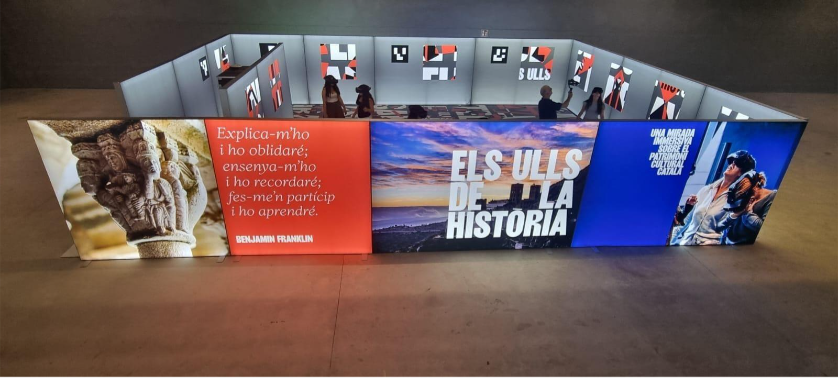 S ULLS
Explica-m'ho
i ho oblidaré;
ensenya-m'ho
i ho recordaré;
fes-me'n partícip
i ho aprendré.
BENJAMIN FRANKLIN
ELS ULLS
DE LA
HISTÒRIA
UNA MIRADA
IMMERSIVA
SOBRE EL
PATRIMONI
CULTURAL
CATALÀ